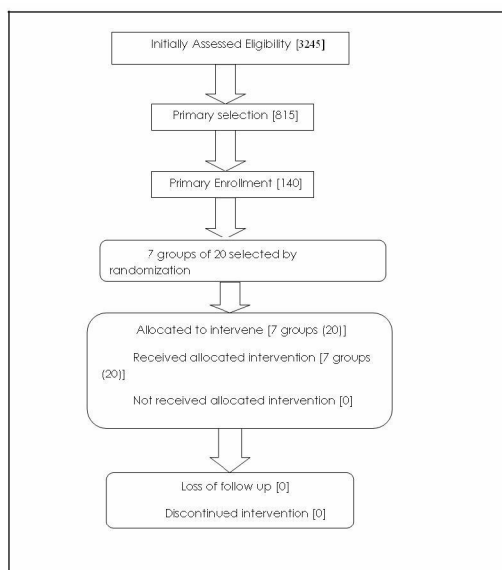 Initially Assessed Eligibility [3245]
Primary selection [815]
Primary Enrollment [140]
7 groups of 20 selected by
randomization
Allocated to intervene [7 groups (20)]
Received allocated intervention [7 groups
(20)]
Not received allocated intervention [0]
Loss of follow up [0]
Discontinued intervention [0]